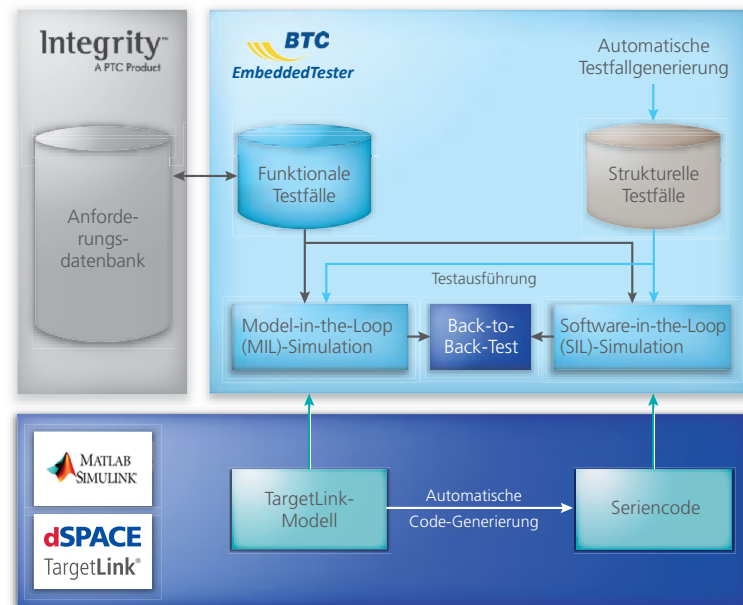 Integrity™
A PTC Product
Anforde-
rungs-
datenbank
BTC
EmbeddedTester
Automatische
Testfallgenerierung
Funktionale
Testfälle
Strukturelle
Testfälle
Testausführung
Model-in-the-Loop
(MIL)-Simulation
Back-to-
Back-Test
Software-in-the-Loop
(SIL)-Simulation
MATLAB
SIMULINK
dSPACE
TargetLink®
TargetLink-
Modell
Automatische
Code-Generierung
Seriencode